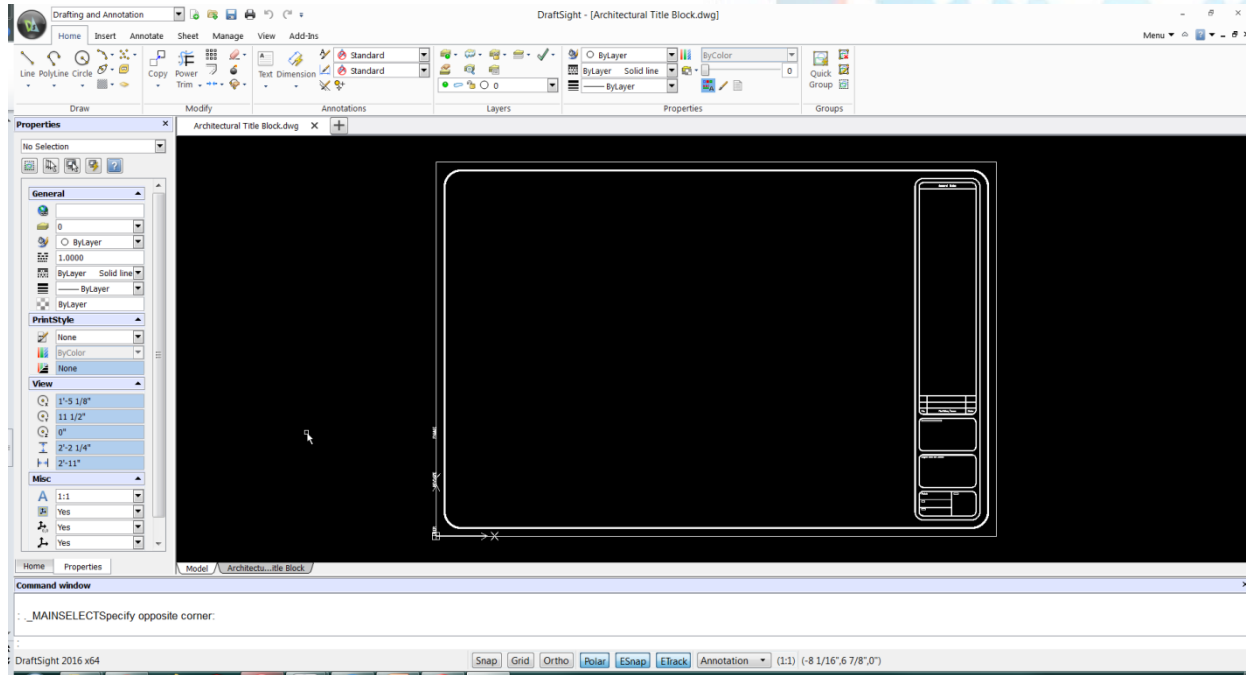 Drafting and Annotation
DraftSight - [Architectural Title Block.dwg]
Home Insert Annotate Sheet Manage View Add-Ins
Menu
Line PolyLine Circle
Copy Power Trim
Text Dimension
Standard
Standard
0
ByLayer
ByLayer Solid line
ByLayer
ByColor
0
Quick Group
Draw Modify Annotations Layers Properties Groups
Properties
Architectural Title Block.dwg
No Selection
General
0
ByLayer
1.0000
ByLayer Solid line
ByLayer
ByLayer
PrintStyle
None
ByColor
None
View
1'-5 1/8"
11 1/2"
0"
2'-2 1/4"
2'-11"
Misc
1:1
Yes
Yes
Yes
X
Home Properties
Model Architectu...itle Block
Command window
: ._MAINSELECTSpecify opposite corner:
:
DraftSight 2016 x64
Snap Grid Ortho Polar ESnap ETrack Annotation (1:1) (-8 1/16",6 7/8",0")